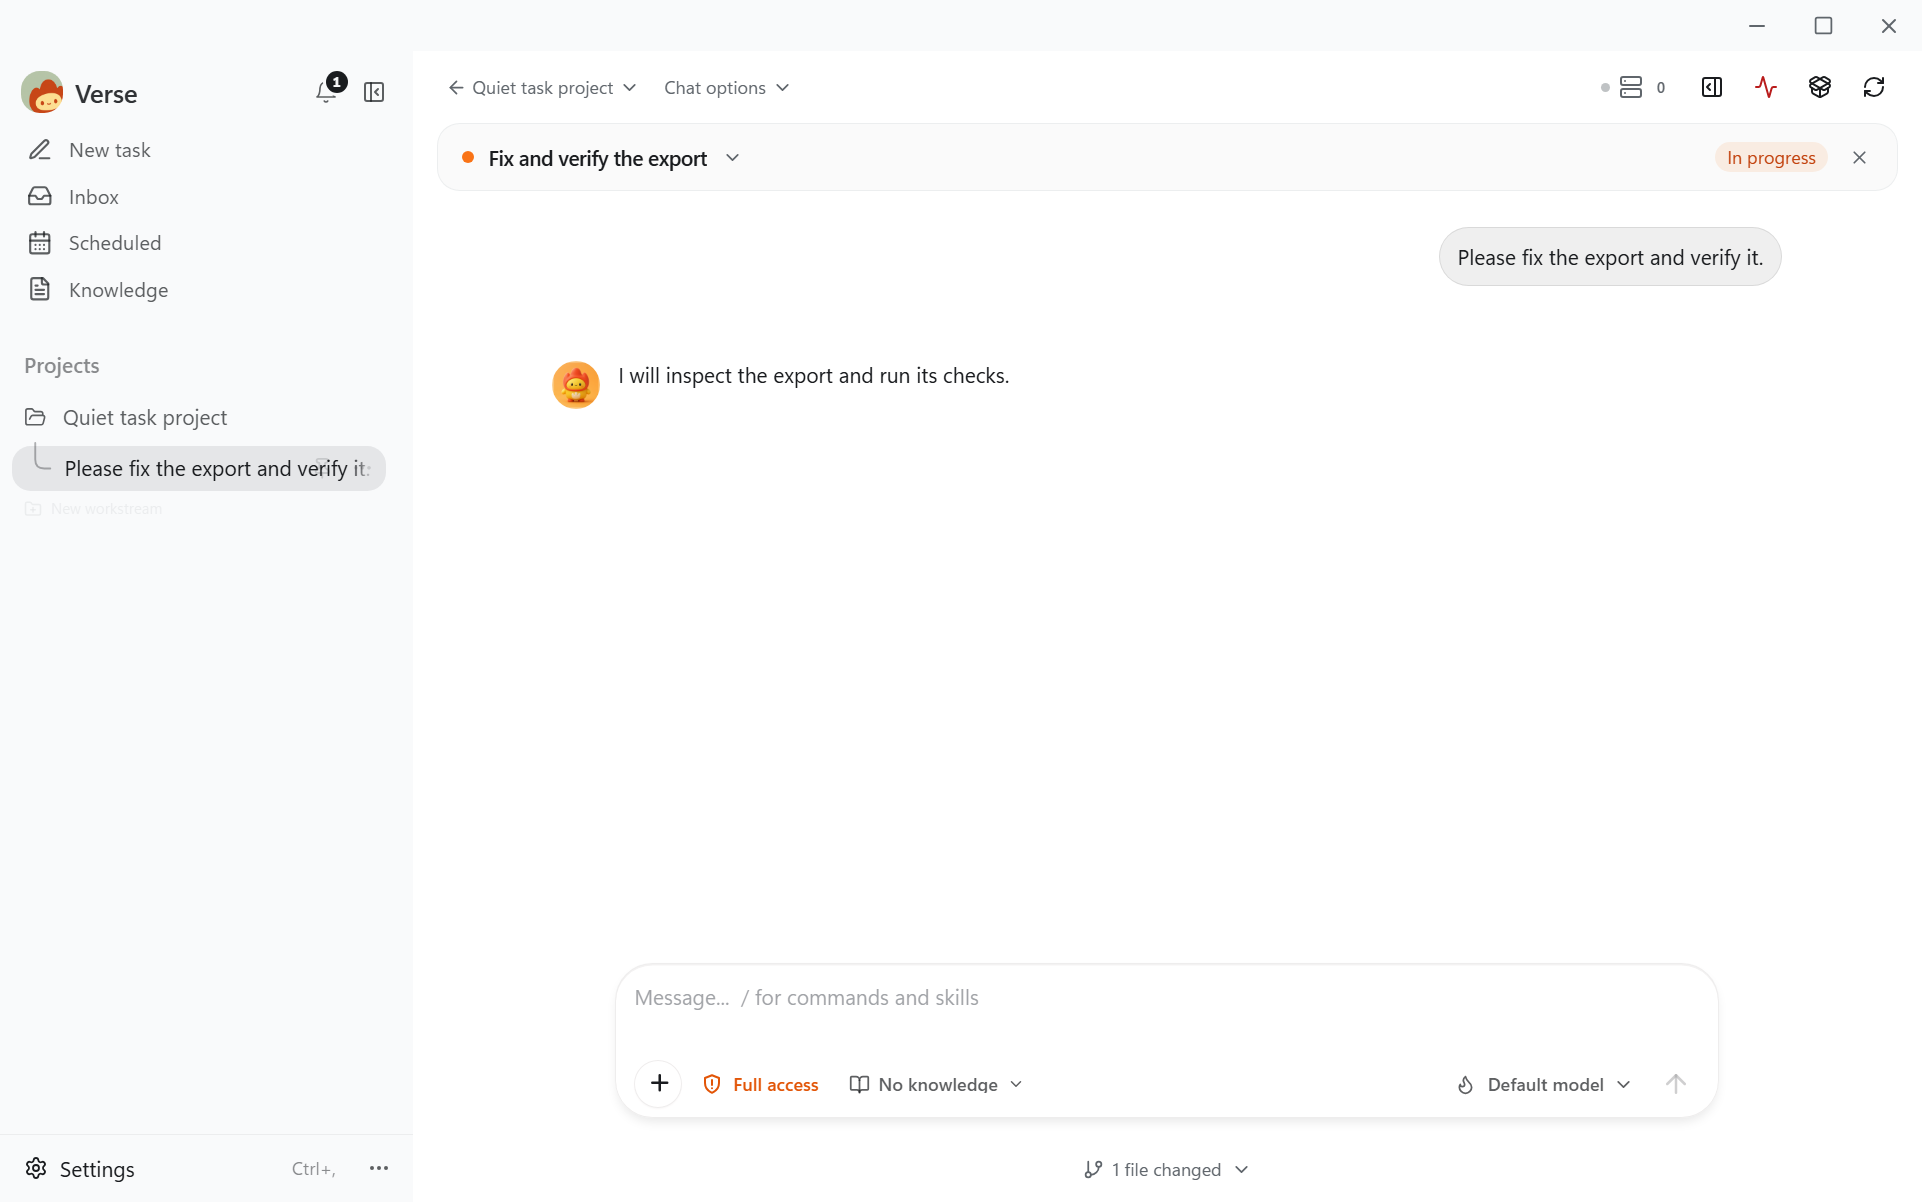 Verse
1
New task
Inbox
Scheduled
Knowledge
Projects
Quiet task project
Please fix the export and verify it.
New workstream
Settings
Ctrl+,
Quiet task project
Chat options
0
Fix and verify the export
In progress
Please fix the export and verify it.
I will inspect the export and run its checks.
Message... / for commands and skills
Full access
No knowledge
Default model
1 file changed